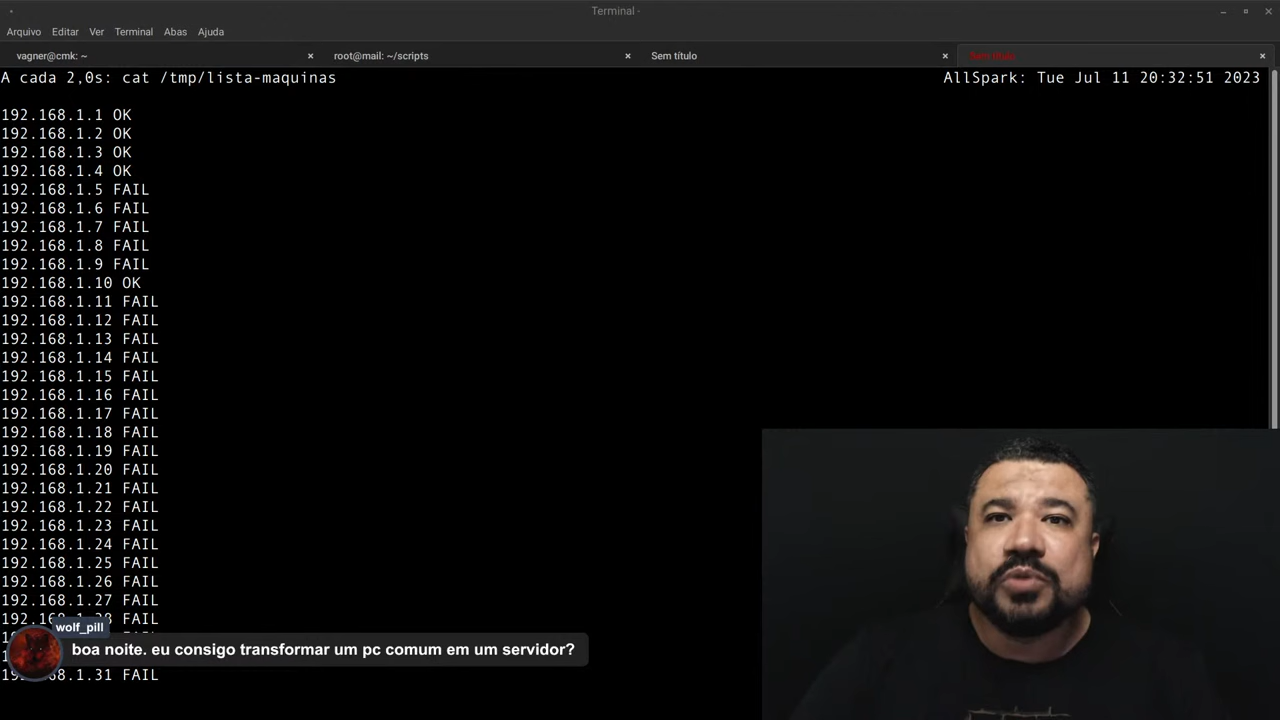 Terminal -
Arquivo Editar Ver Terminal Abas Ajuda
vagner@cmk: ~ × root@mail: ~/scripts × Sem título × Sem título ×
A cada 2,0s: cat /tmp/lista-maquinas AllSpark: Tue Jul 11 20:32:51 2023
192.168.1.1 OK
192.168.1.2 OK
192.168.1.3 OK
192.168.1.4 OK
192.168.1.5 FAIL
192.168.1.6 FAIL
192.168.1.7 FAIL
192.168.1.8 FAIL
192.168.1.9 FAIL
192.168.1.10 OK
192.168.1.11 FAIL
192.168.1.12 FAIL
192.168.1.13 FAIL
192.168.1.14 FAIL
192.168.1.15 FAIL
192.168.1.16 FAIL
192.168.1.17 FAIL
192.168.1.18 FAIL
192.168.1.19 FAIL
192.168.1.20 FAIL
192.168.1.21 FAIL
192.168.1.22 FAIL
192.168.1.23 FAIL
192.168.1.24 FAIL
192.168.1.25 FAIL
192.168.1.26 FAIL
192.168.1.27 FAIL
FAIL
wolf_pill
boa noite. eu consigo transformar um pc comum em um servidor?
192.168.1.31 FAIL